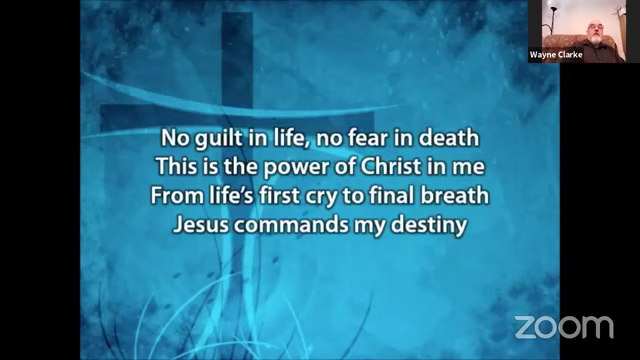 Wayne Clarke
No guilt in life, no fear in death
This is the power of Christ in me
From life's first cry to final breath
Jesus commands my destiny
zoom